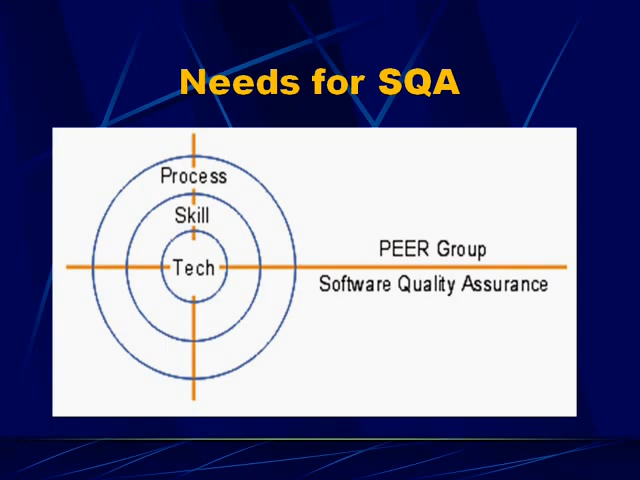 Needs for SQA
Process
Skill
Tech
PEER Group
Software Quality Assurance